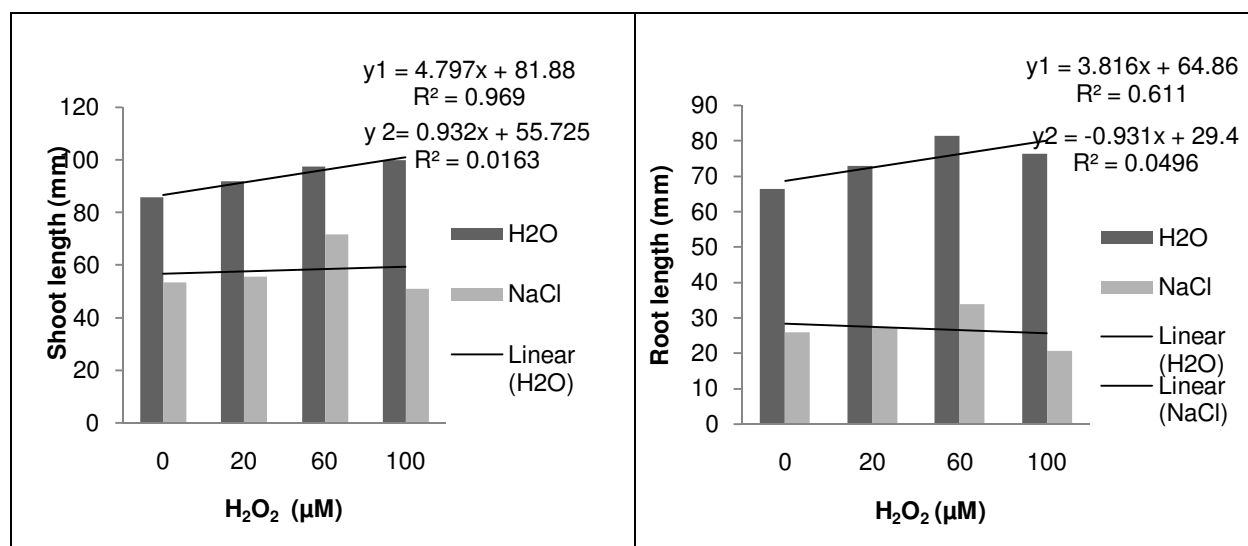 y1 = 4.797x + 81.88
R² = 0.969
y 2= 0.932x + 55.725
R² = 0.0163
120
100
80
60
40
20
0
Shoot length (mm)
0 20 60 100
H₂O₂ (µM)
H2O
NaCl
Linear
(H2O)
y1 = 3.816x + 64.86
R² = 0.611
y2 = -0.931x + 29.4
R² = 0.0496
90
80
70
60
50
40
30
20
10
0
Root length (mm)
0 20 60 100
H₂O₂ (µM)
H2O
NaCl
Linear
(H2O)
Linear
(NaCl)